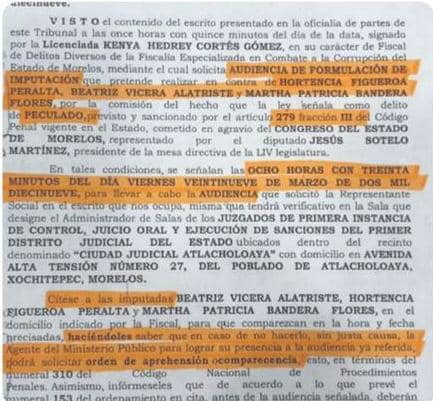 diecinueve.
V I S T O el contenido del escrito presentado en la oficialía de partes de
este Tribunal a las once horas con quince minutos del día de la data, signado
por la Licenciada KENYA HEDREY CORTÉS GÓMEZ, en su carácter de Fiscal
de Delitos Diversos de la Fiscalía Especializada en Combate a la Corrupción del
Estado de Morelos, mediante el cual solicita AUDIENCIA DE FORMULACIÓN DE
IMPUTACIÓN que pretende realizar en contra de HORTENCIA FIGUEROA
PERALTA, BEATRIZ VICERA ALATRISTE y MARTHA PATRICIA BANDERA
FLORES, por la comisión del hecho que la ley señala como delito
de PECULADO, previsto y sancionado por el artículo 279 fracción III del Código
Penal vigente en el Estado, cometido en agravio del CONGRESO DEL ESTADO
DE MORELOS, representado por el diputado JESÚS SOTELO
MARTÍNEZ, presidente de la mesa directiva de la LIV legislatura.
En tales condiciones, se señalan las OCHO HORAS CON TREINTA
MINUTOS DEL DÍA VIERNES VEINTINUEVE DE MARZO DE DOS MIL
DIECINUEVE, para llevar a cabo la AUDIENCIA que solicitó la Representante
Social en el escrito que nos ocupa, misma que tendrá verificativo en la Sala que
designe el Administrador de Salas de los JUZGADOS DE PRIMERA INSTANCIA
DE CONTROL, JUICIO ORAL Y EJECUCIÓN DE SANCIONES DEL PRIMER
DISTRITO JUDICIAL DEL ESTADO ubicados dentro del recinto
denominado "CIUDAD JUDICIAL ATLACHOLOAYA" con domicilio en AVENIDA
ALTA TENSIÓN NÚMERO 27, DEL POBLADO DE ATLACHOLOAYA,
XOCHITEPEC, MORELOS.
Cítese a las imputadas BEATRIZ VICERA ALATRISTE, HORTENCIA
FIGUEROA PERALTA y MARTHA PATRICIA BANDERA FLORES, en el
domicilio indicado por la Fiscal, para que comparezcan en la hora y fecha
precisadas, haciéndoles saber que en caso de no hacerlo, sin justa causa, la
Agente del Ministerio Público para lograr su presencia a la audiencia ya referida,
podrá solicitar orden de aprehensión o comparecencia, esto, en términos del
numeral 310 del Código Nacional de Procedimientos
Penales. Asimismo, infórmeseles que de acuerdo a lo que prevé el
numeral 153 del ordenamiento en cita, antes de la audiencia señalada, deberán